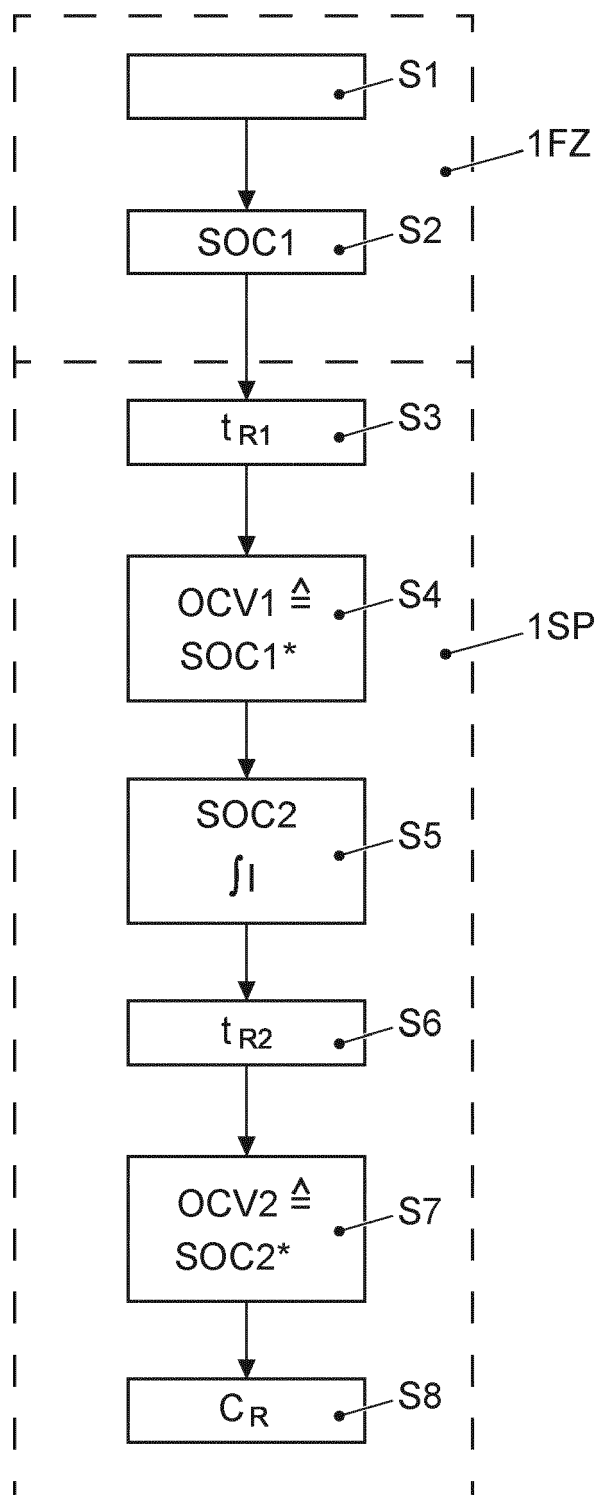 S1
1FZ
SOC1
S2
t R1
S3
OCV1 ≙
SOC1*
S4
1SP
SOC2
∫I
S5
t R2
S6
OCV2 ≙
SOC2*
S7
C R
S8